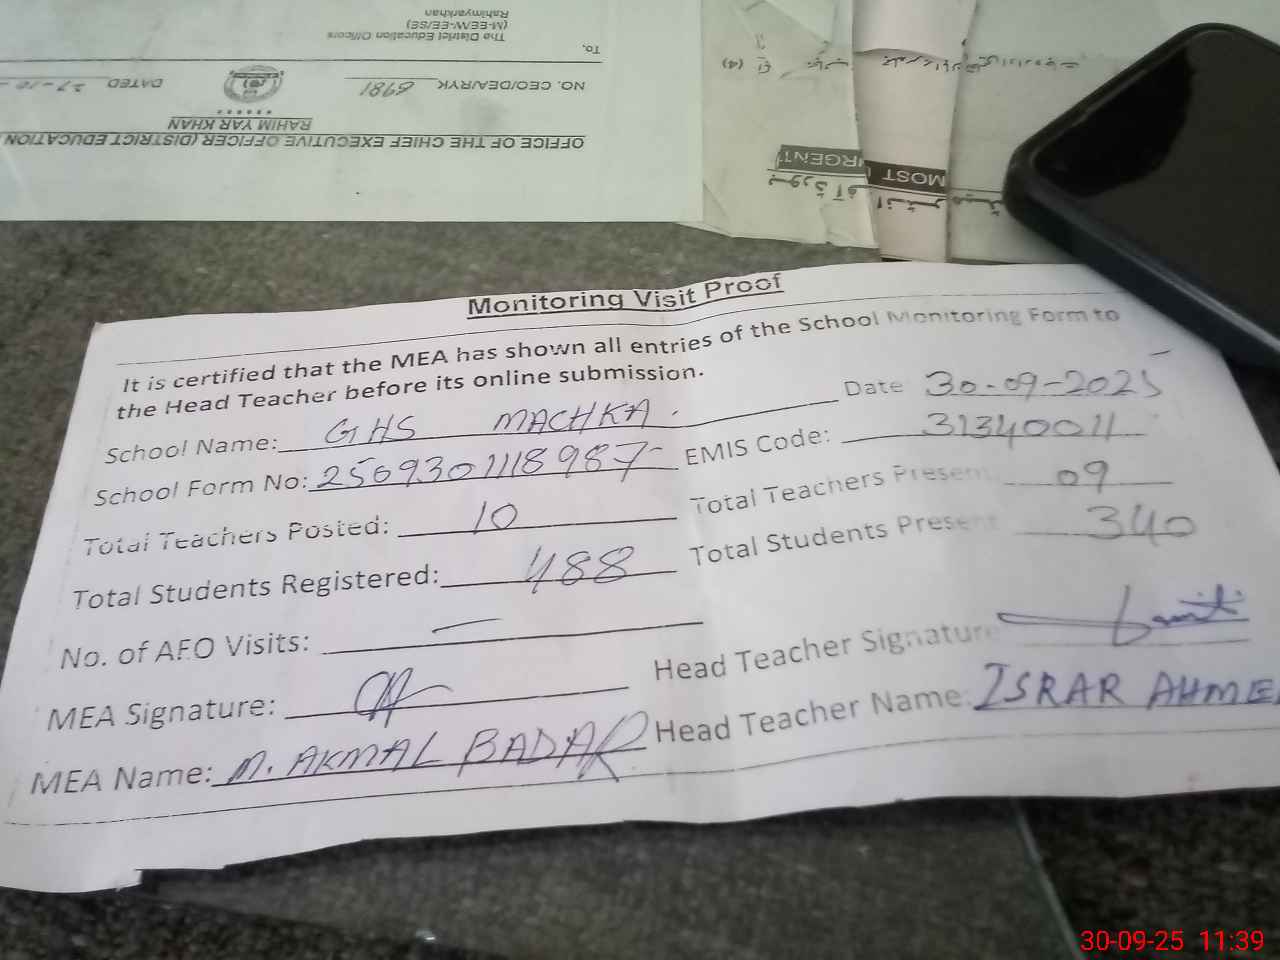 To,
The District Education Officers
(M-EE/W-EE/SE)
Rahimyarkhan
NO. CEO/DEA/RYK 6981 DATED
RAHIM YAR KHAN
OFFICE OF THE CHIEF EXECUTIVE OFFICER (DISTRICT EDUCATION
MOST URGENT
Monitoring Visit Proof
It is certified that the MEA has shown all entries of the School Monitoring Form to
the Head Teacher before its online submission.
Date 30-09-2025
School Name: GHS MACHKA.
EMIS Code: 31340011
School Form No: 2509301118987
Total Teachers Present 09
Total Teachers Posted: 10
Total Students Present 340
Total Students Registered: 488
No. of AEO Visits: —
Head Teacher Signature
MEA Signature:
Head Teacher Name: ISRAR AHME
MEA Name: M. AKMAL BADAR
30-09-25 11:39